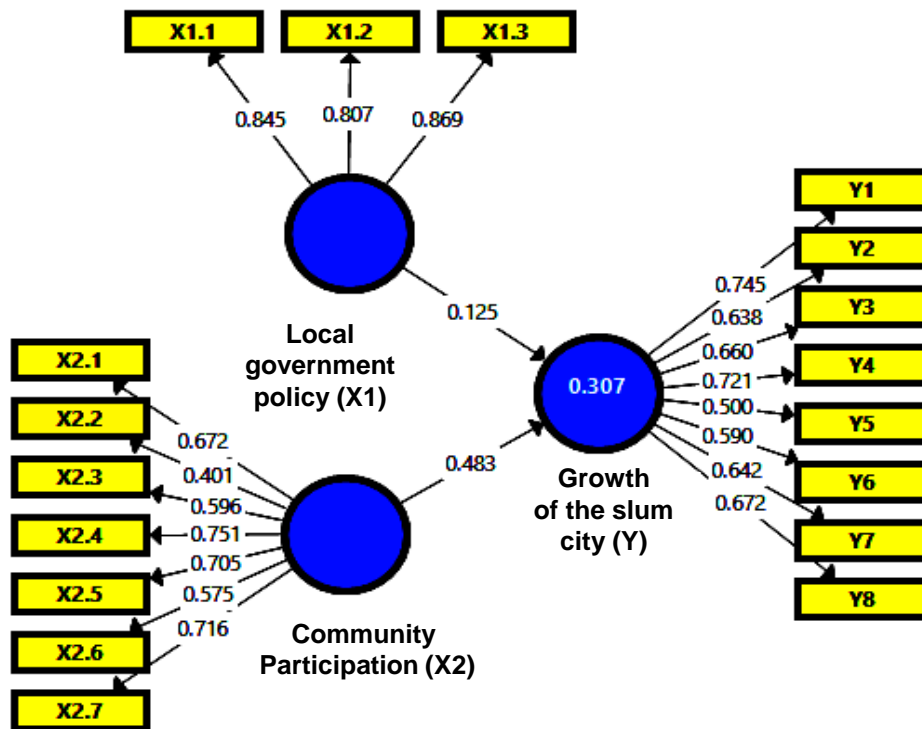 X1.1 X1.2 X1.3
0.845 0.807 0.869
Local
government
policy (X1)
0.125
X2.1
X2.2
X2.3
X2.4
X2.5
X2.6
X2.7
0.672
0.401
0.596
0.751
0.705
0.575
0.716
Community
Participation (X2)
0.483
0.307
Growth
of the slum
city (Y)
0.745
0.638
0.660
0.721
0.500
0.590
0.642
0.672
Y1
Y2
Y3
Y4
Y5
Y6
Y7
Y8